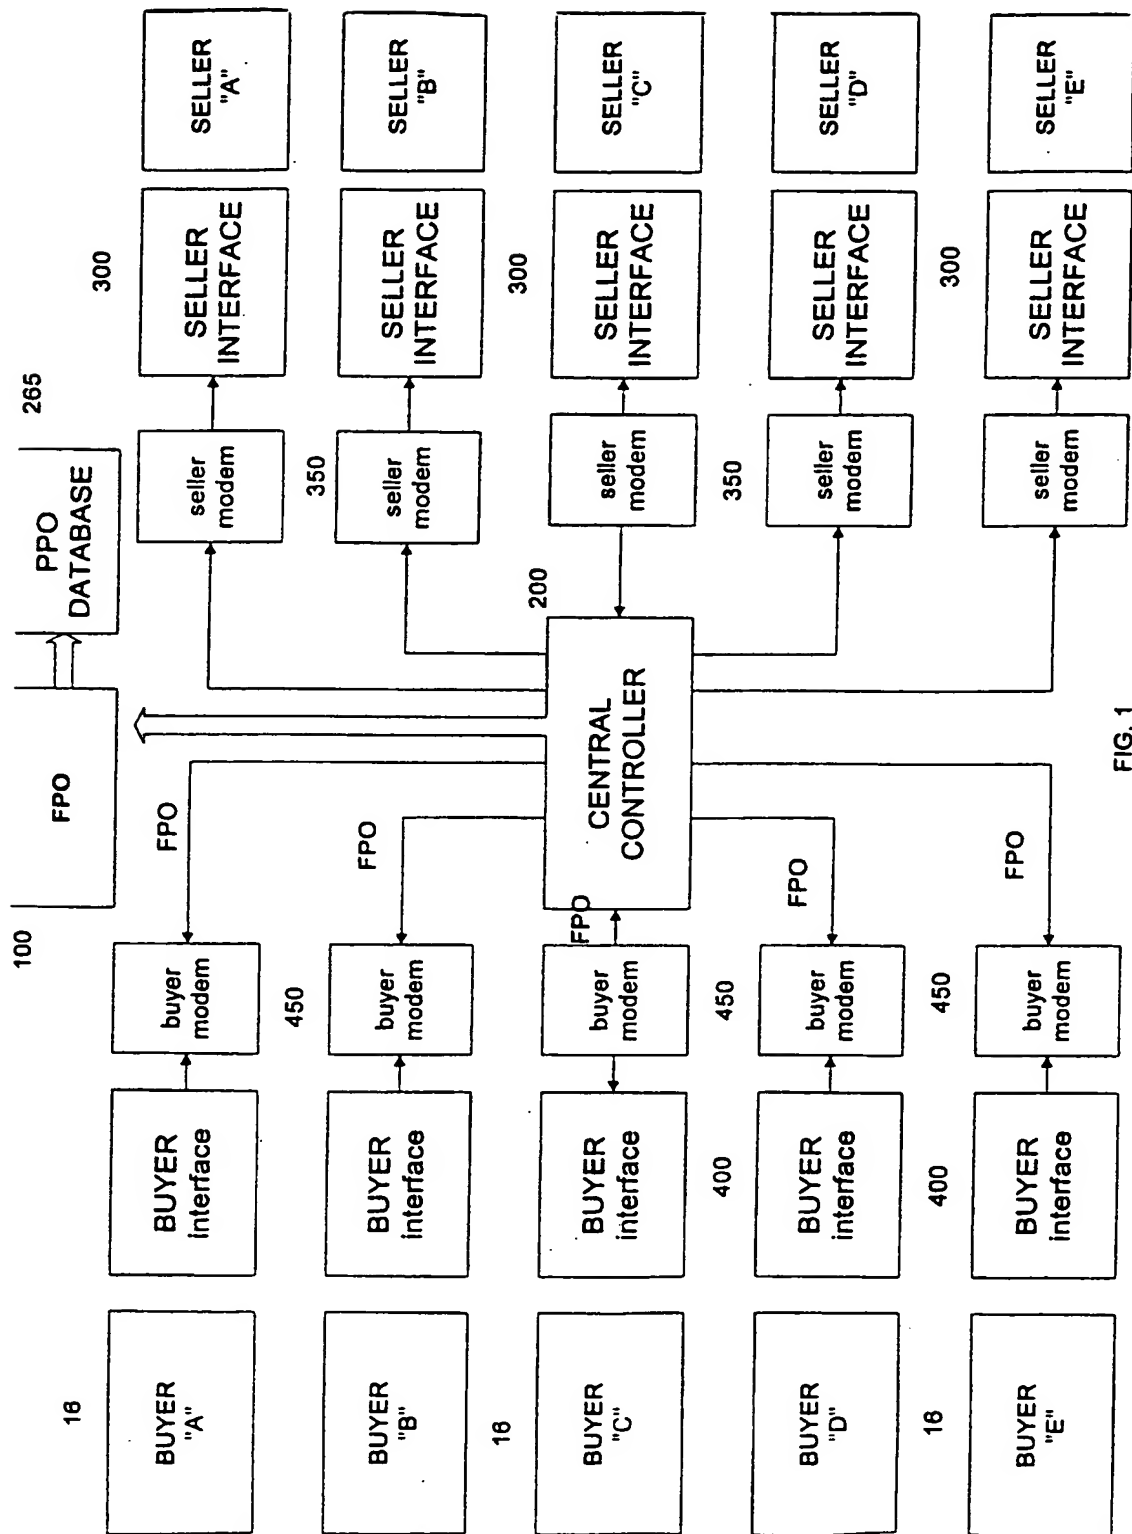 100
FPO
PPO
DATABASE
265
16
300
BUYER
"A"
BUYER
interface
buyer
modem
FPO
seller
modem
SELLER
INTERFACE
SELLER
"A"
450
350
BUYER
"B"
BUYER
interface
buyer
modem
FPO
seller
modem
SELLER
INTERFACE
SELLER
"B"
16
200
300
BUYER
"C"
BUYER
interface
buyer
modem
FPO
CENTRAL
CONTROLLER
seller
modem
SELLER
INTERFACE
SELLER
"C"
400
450
350
BUYER
"D"
BUYER
interface
buyer
modem
FPO
seller
modem
SELLER
INTERFACE
SELLER
"D"
16
400
450
300
BUYER
"E"
BUYER
interface
buyer
modem
FPO
seller
modem
SELLER
INTERFACE
SELLER
"E"
FIG. 1